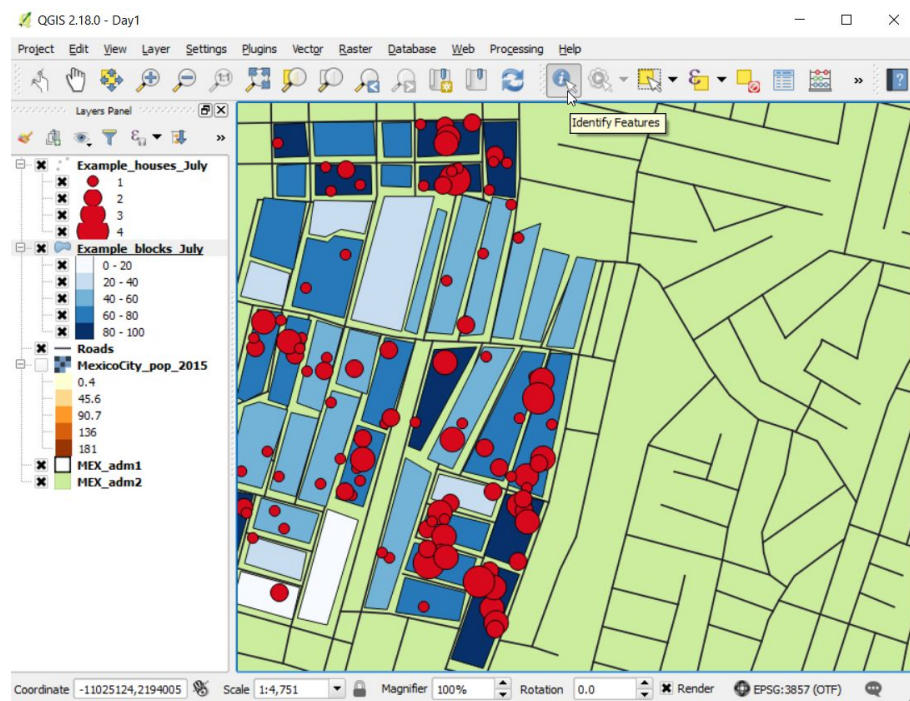 QGIS 2.18.0 - Day1
Project Edit View Layer Settings Plugins Vector Raster Database Web Processing Help
Identify Features
Layers Panel
Example_houses_July
1
2
3
4
Example_blocks_July
0 - 20
20 - 40
40 - 60
60 - 80
80 - 100
Roads
MexicoCity_pop_2015
0.4
45.6
90.7
136
181
MEX_adm1
MEX_adm2
Coordinate -11025124,2194005 Scale 1:4,751 Magnifier 100% Rotation 0.0 Render EPSG:3857 (OTF)